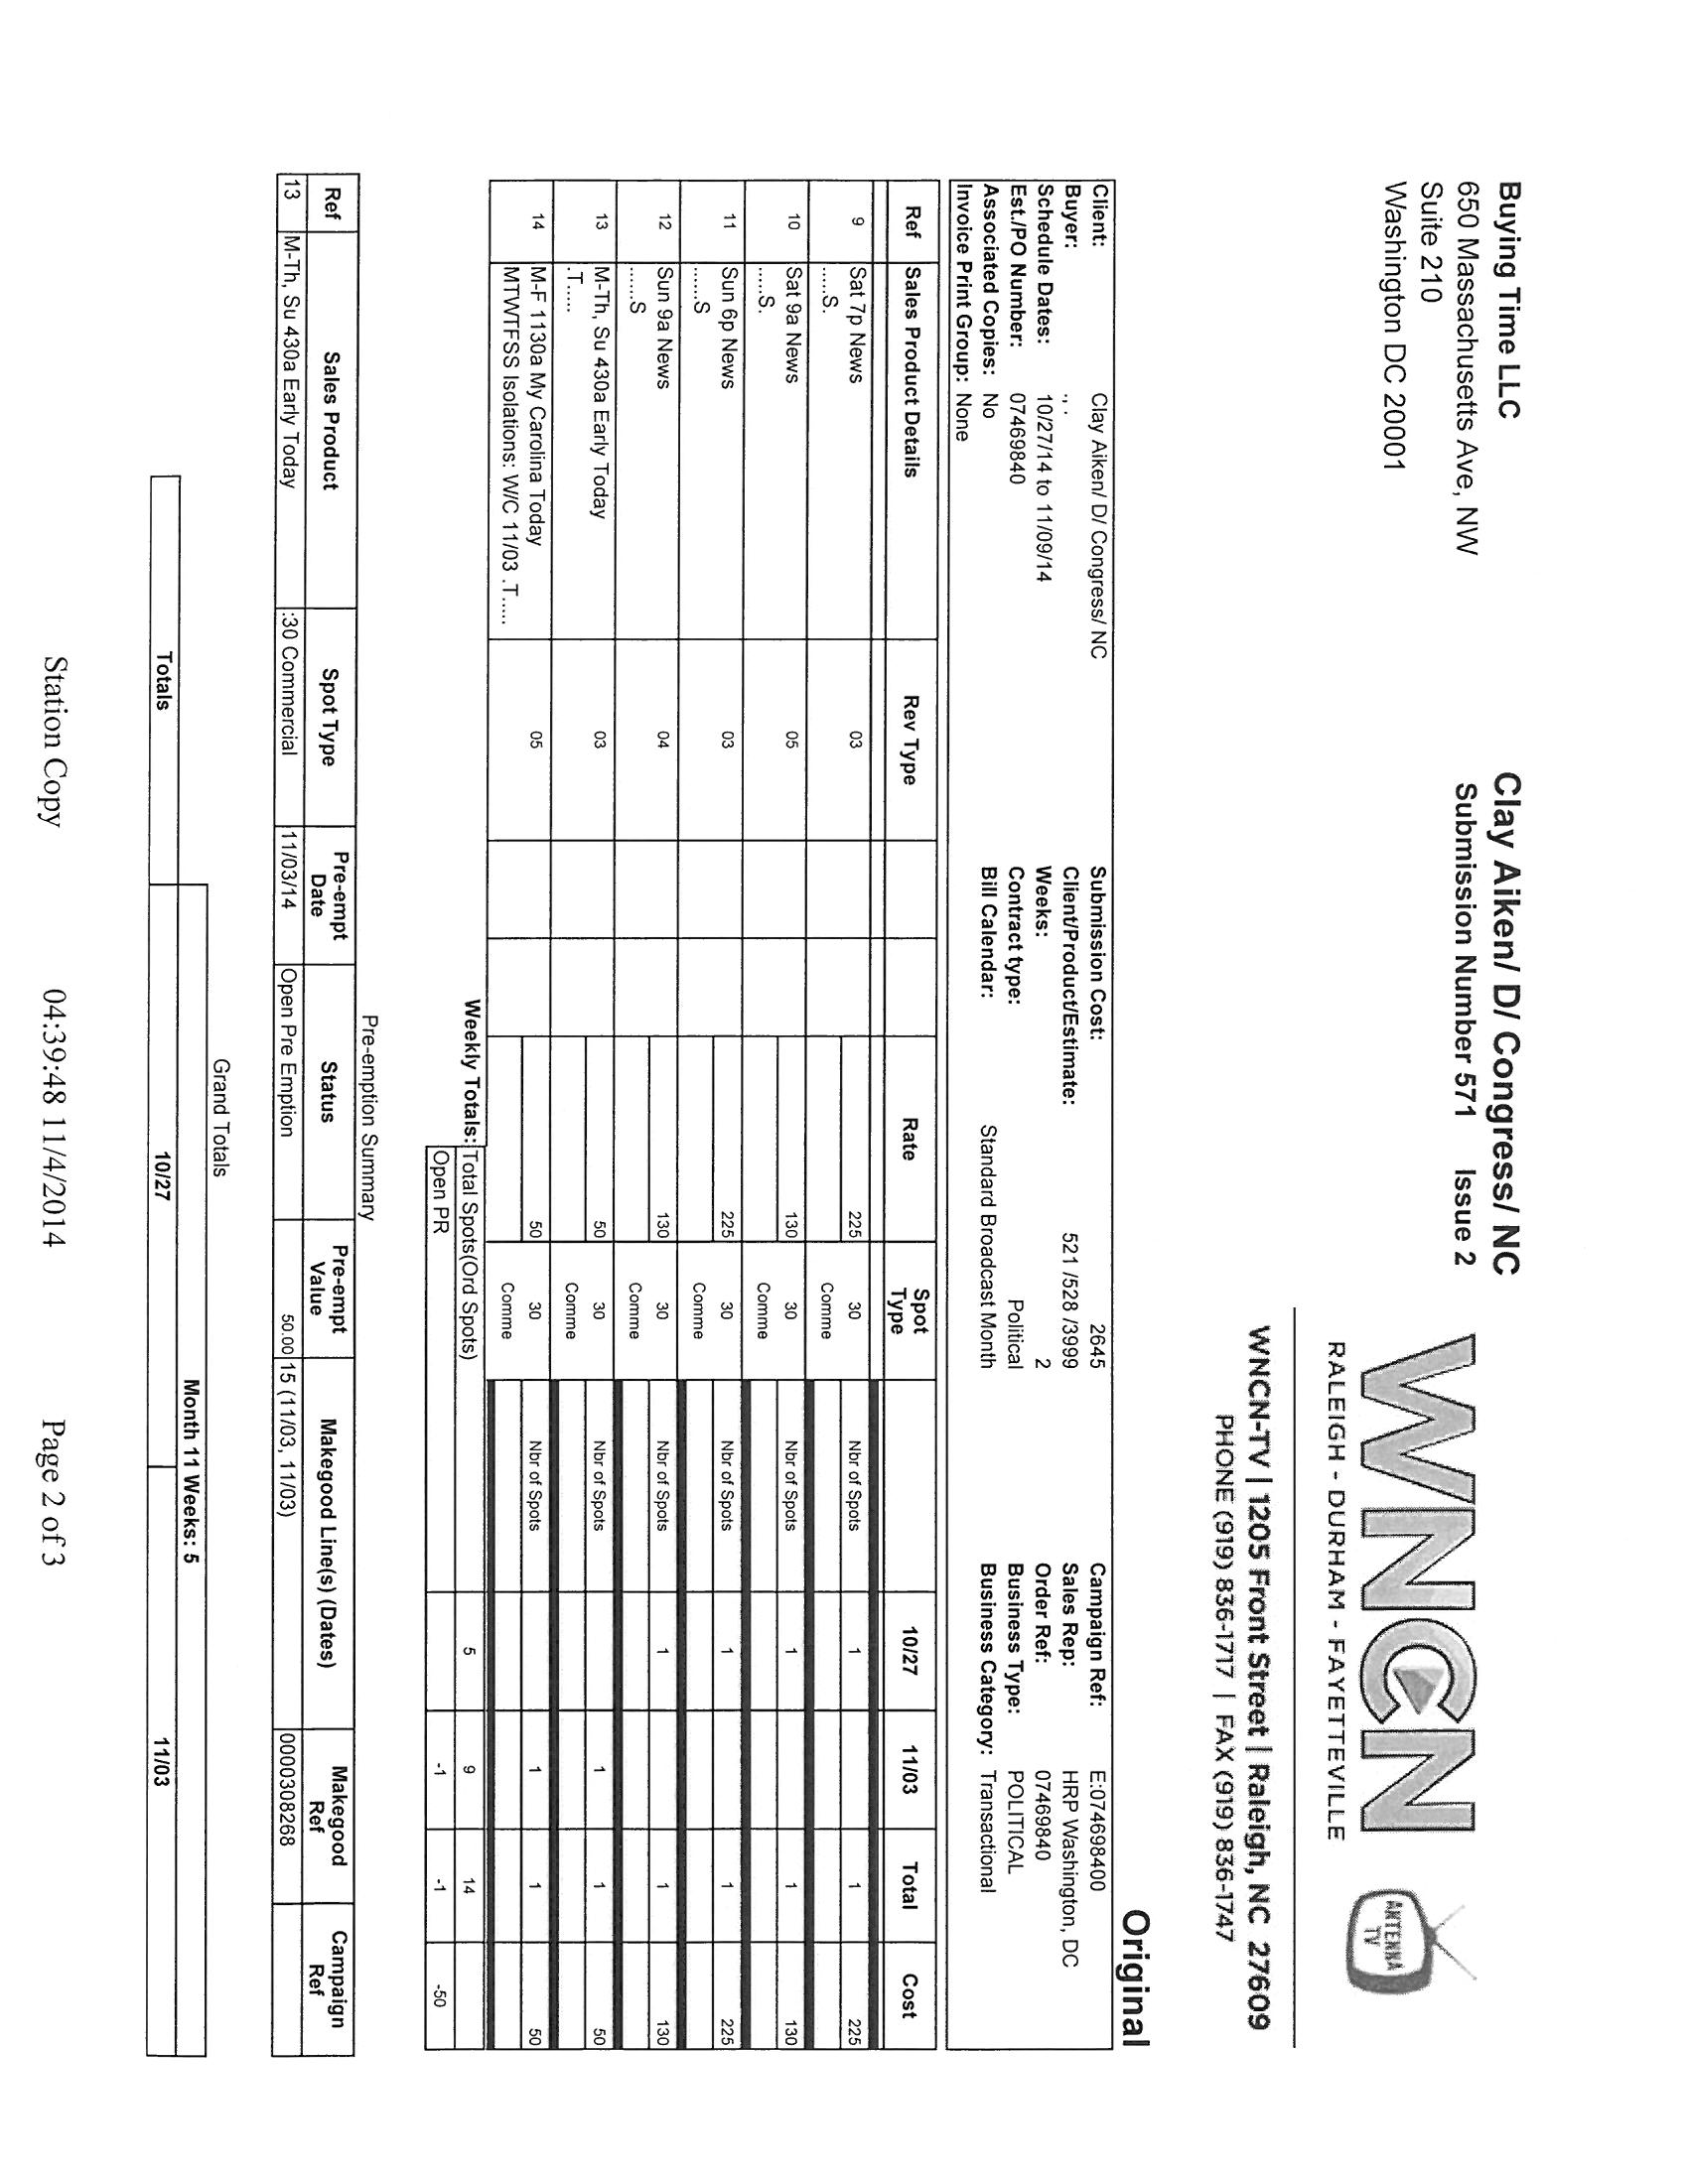 Buying Time LLC
650 Massachusetts Ave, NW
Suite 210
Washington DC 20001
Clay Aiken/ D/ Congress/ NC
Submission Number 571 Issue 2
WNCN
RALEIGH - DURHAM - FAYETTEVILLE
ANTENNA
TV
WNCN-TV | 1205 Front Street | Raleigh, NC 27609
PHONE (919) 836-1717 | FAX (919) 836-1747
Original
Client: Clay Aiken/ D/ Congress/ NC Submission Cost: 2645 Campaign Ref: E:074698400
Buyer: ., . Client/Product/Estimate: 521 /528 /3999 Sales Rep: HRP Washington, DC
Schedule Dates: 10/27/14 to 11/09/14 Weeks: 2 Order Ref: 07469840
Est./PO Number: 07469840 Contract type: Political Business Type: POLITICAL
Associated Copies: No Bill Calendar: Standard Broadcast Month Business Category: Transactional
Invoice Print Group: None
Ref Sales Product Details Rev Type Rate Spot Type 10/27 11/03 Total Cost
9 Sat 7p News 03 225 30 Nbr of Spots 1 1 225
.....S. Comme
10 Sat 9a News 05 130 30 Nbr of Spots 1 1 130
.....S. Comme
11 Sun 6p News 03 225 30 Nbr of Spots 1 1 225
......S Comme
12 Sun 9a News 04 130 30 Nbr of Spots 1 1 130
......S Comme
13 M-Th, Su 430a Early Today 03 50 30 Nbr of Spots 1 1 50
.T..... Comme
14 M-F 1130a My Carolina Today 05 50 30 Nbr of Spots 1 1 50
MTWTFSS Isolations: W/C 11/03 .T..... Comme
Weekly Totals: Total Spots(Ord Spots) 5 9 14
Open PR -1 -1 -50
Pre-emption Summary
Ref Sales Product Spot Type Pre-empt Date Status Pre-empt Value Makegood Line(s) (Dates) Makegood Ref Campaign Ref
13 M-Th, Su 430a Early Today :30 Commercial 11/03/14 Open Pre Emption 50.00 15 (11/03, 11/03) 0000308268
Grand Totals
Month 11 Weeks: 5
Totals 10/27 11/03
Station Copy 04:39:48 11/4/2014 Page 2 of 3